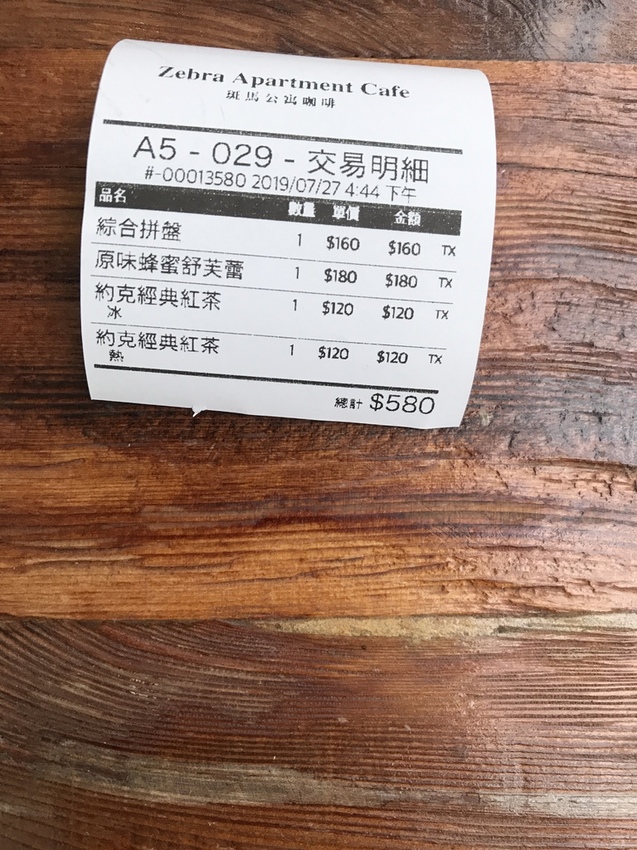 Zebra Apartment Cafe
斑馬公寓咖啡
A5 - 029 - 交易明細
#-00013580 2019/07/27 4:44 下午
品名 數量 單價 金額
綜合拼盤 1 $160 $160 TX
原味蜂蜜舒芙蕾 1 $180 $180 TX
約克經典紅茶 1 $120 $120 TX
冰
約克經典紅茶 1 $120 $120 TX
熱
總計 $580